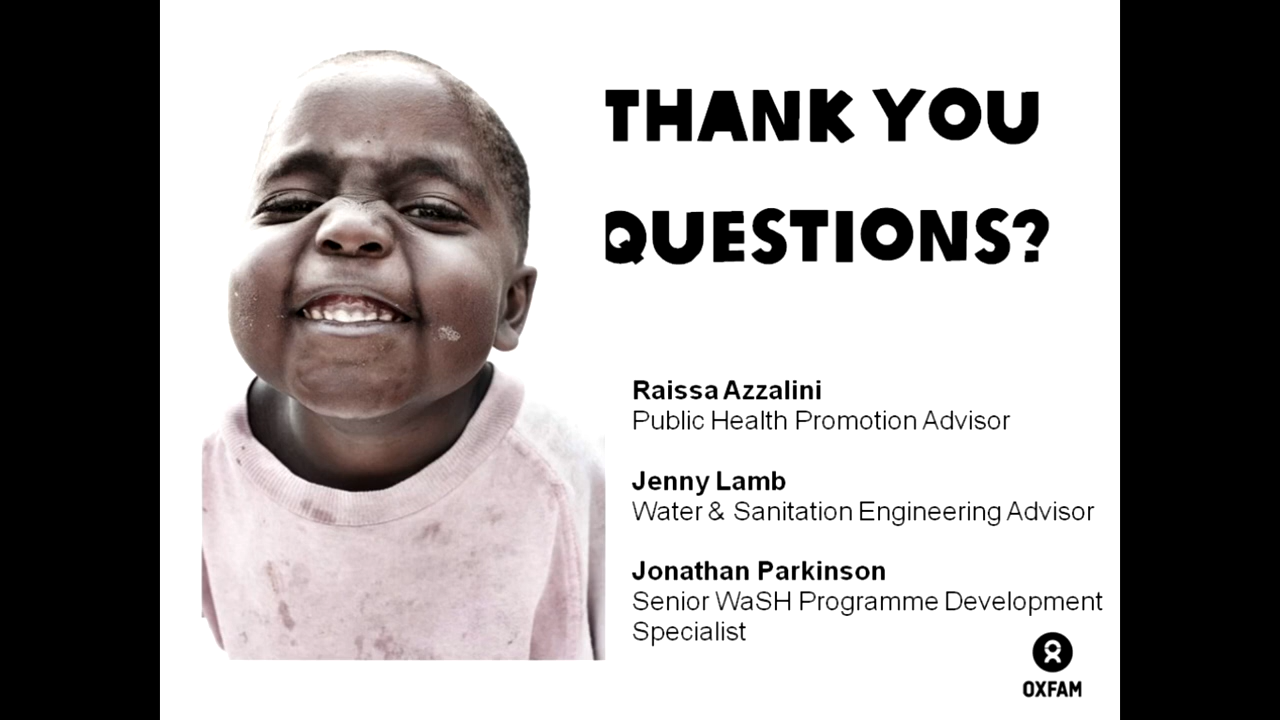 THANK YOU
QUESTIONS?
Raissa Azzalini
Public Health Promotion Advisor
Jenny Lamb
Water & Sanitation Engineering Advisor
Jonathan Parkinson
Senior WaSH Programme Development
Specialist
OXFAM